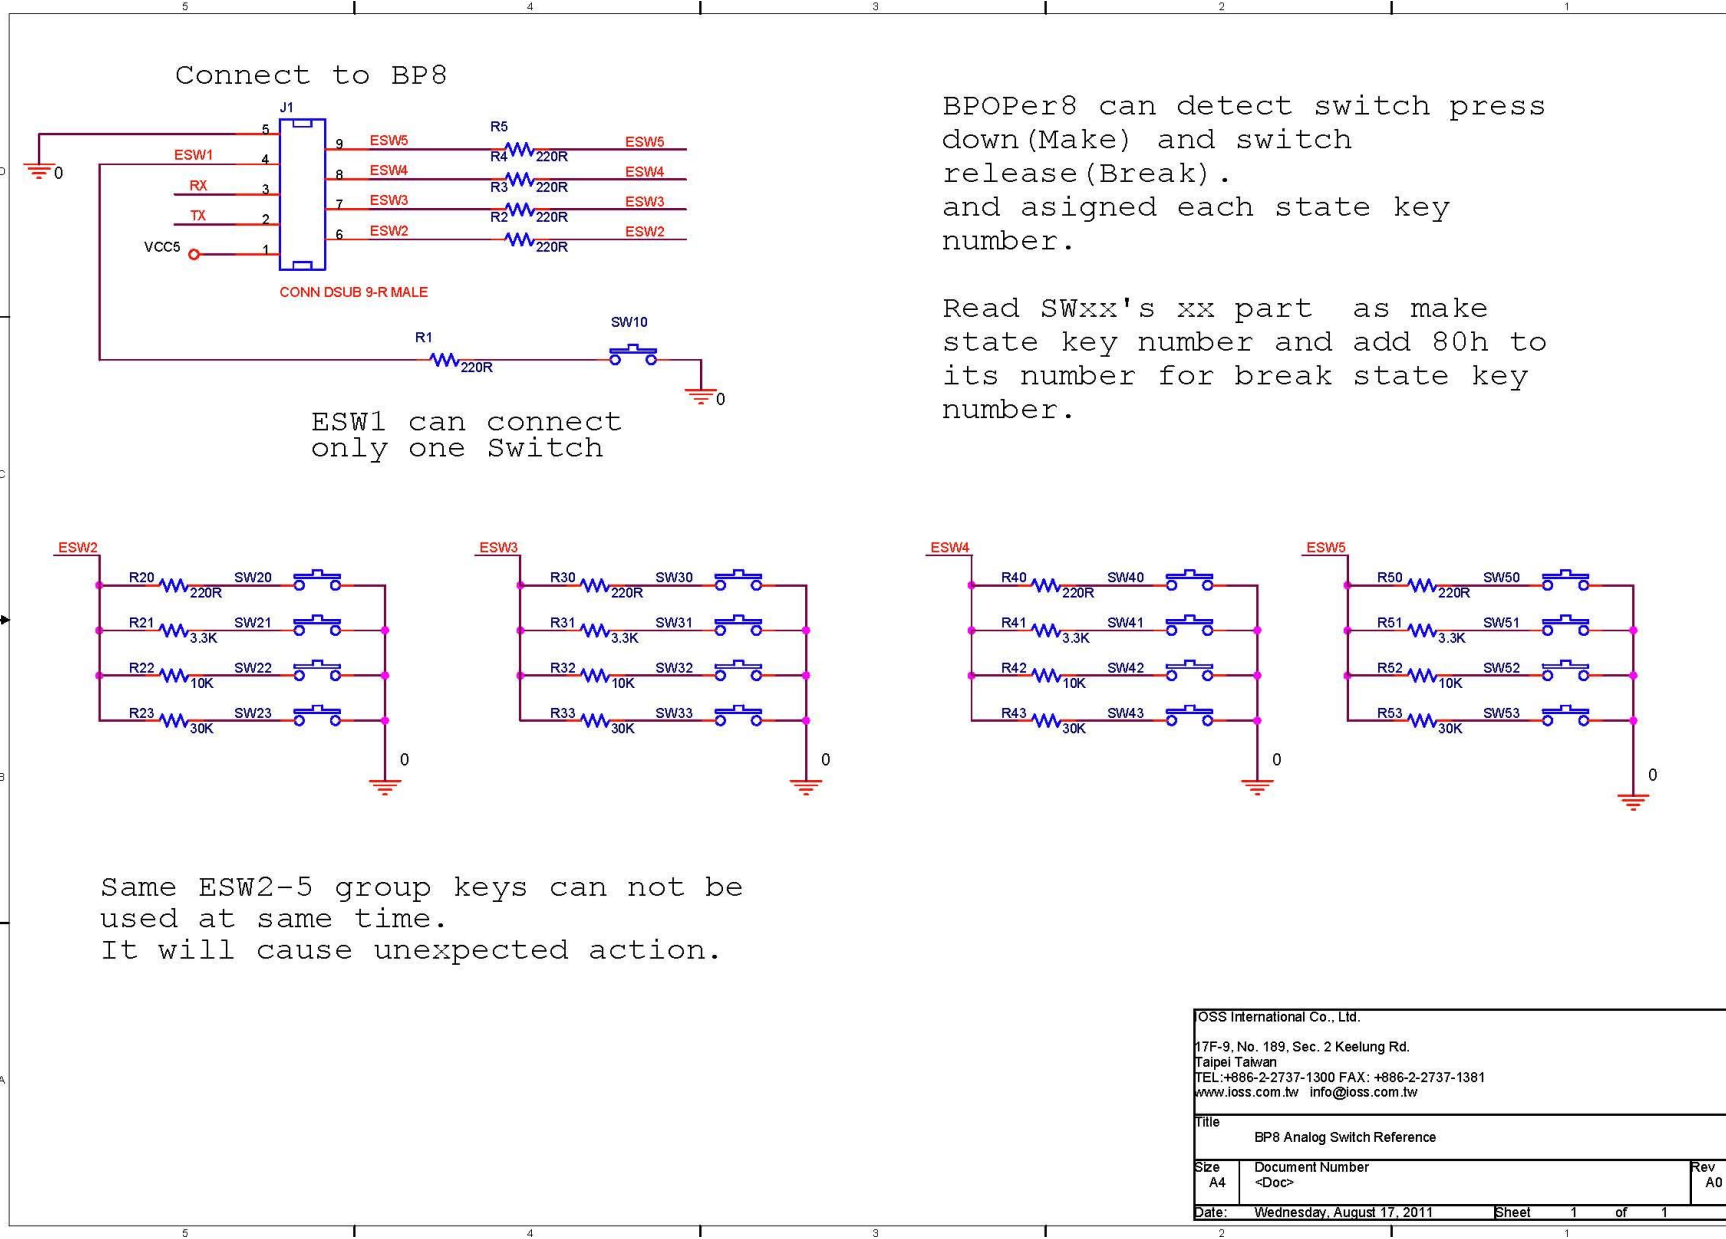 5 4 3 2 1
Connect to BP8
J1
5
0
ESW1 4
RX 3
TX 2
VCC5 1
9 ESW5 R5 220R ESW5
8 ESW4 R4 220R ESW4
7 ESW3 R3 220R ESW3
6 ESW2 R2 220R ESW2
CONN DSUB 9-R MALE
R1 220R
SW10
0
ESW1 can connect
only one Switch
BPOPer8 can detect switch press
down(Make) and switch
release(Break).
and asigned each state key
number.
Read SWxx's xx part as make
state key number and add 80h to
its number for break state key
number.
D
C
B
A
ESW2
R20 220R SW20
R21 3.3K SW21
R22 10K SW22
R23 30K SW23
0
ESW3
R30 220R SW30
R31 3.3K SW31
R32 10K SW32
R33 30K SW33
0
ESW4
R40 220R SW40
R41 3.3K SW41
R42 10K SW42
R43 30K SW43
0
ESW5
R50 220R SW50
R51 3.3K SW51
R52 10K SW52
R53 30K SW53
0
Same ESW2-5 group keys can not be
used at same time.
It will cause unexpected action.
IOSS International Co., Ltd.
17F-9, No. 189, Sec. 2 Keelung Rd.
Taipei Taiwan
TEL:+886-2-2737-1300 FAX: +886-2-2737-1381
www.ioss.com.tw info@ioss.com.tw
Title
BP8 Analog Switch Reference
Size Document Number Rev
A4 <Doc> A0
Date: Wednesday, August 17, 2011 Sheet 1 of 1
5 4 3 2 1